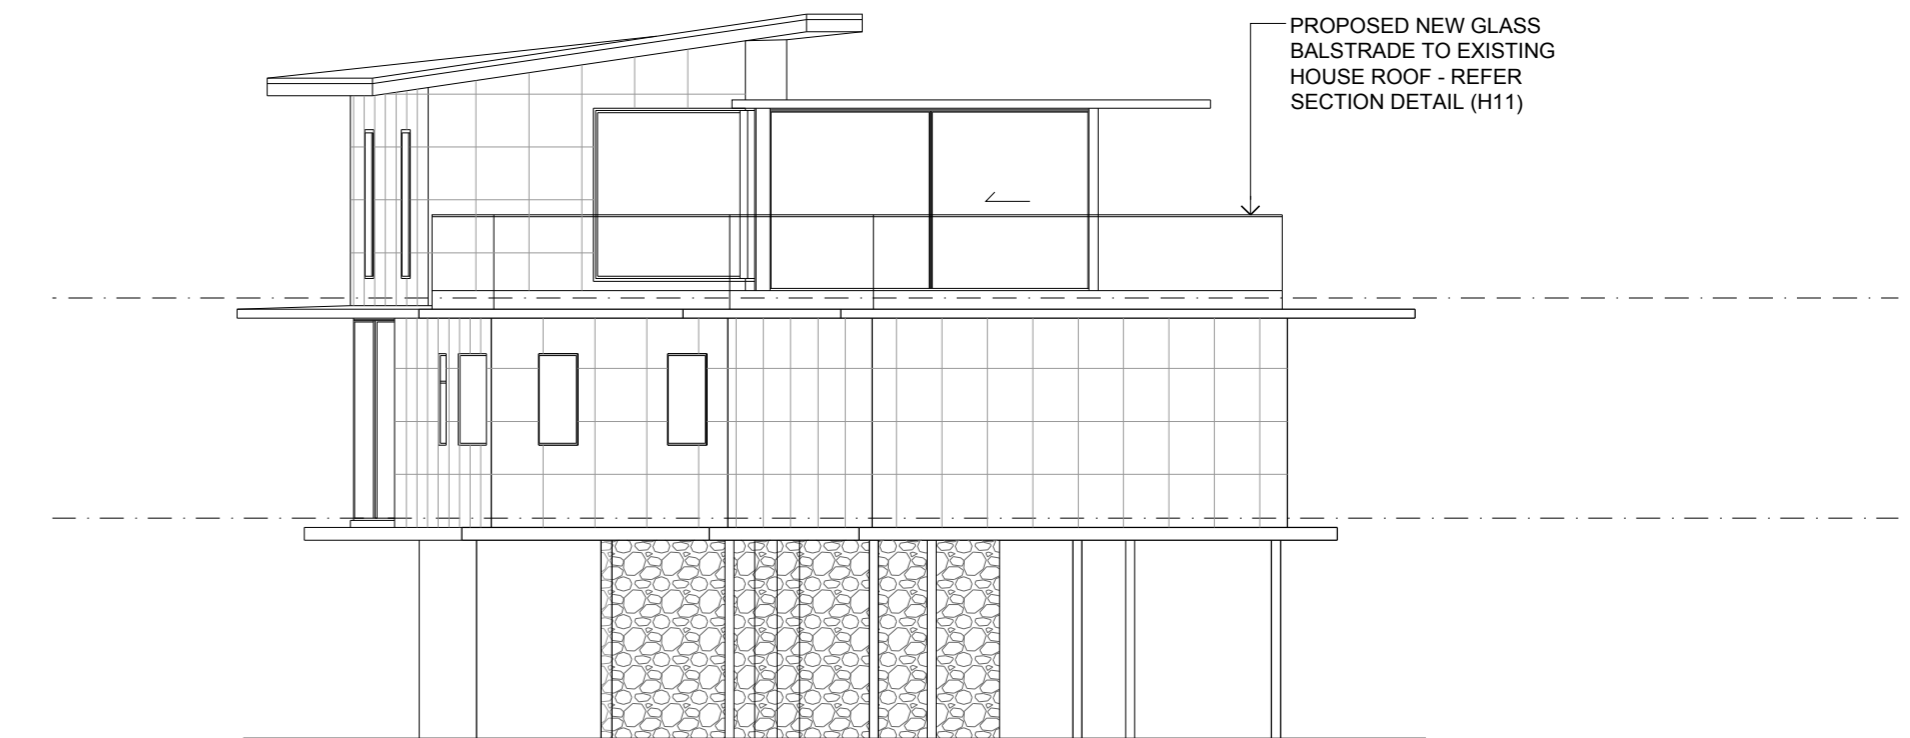 PROPOSED NEW GLASS
BALSTRADE TO EXISTING
HOUSE ROOF - REFER
SECTION DETAIL (H11)